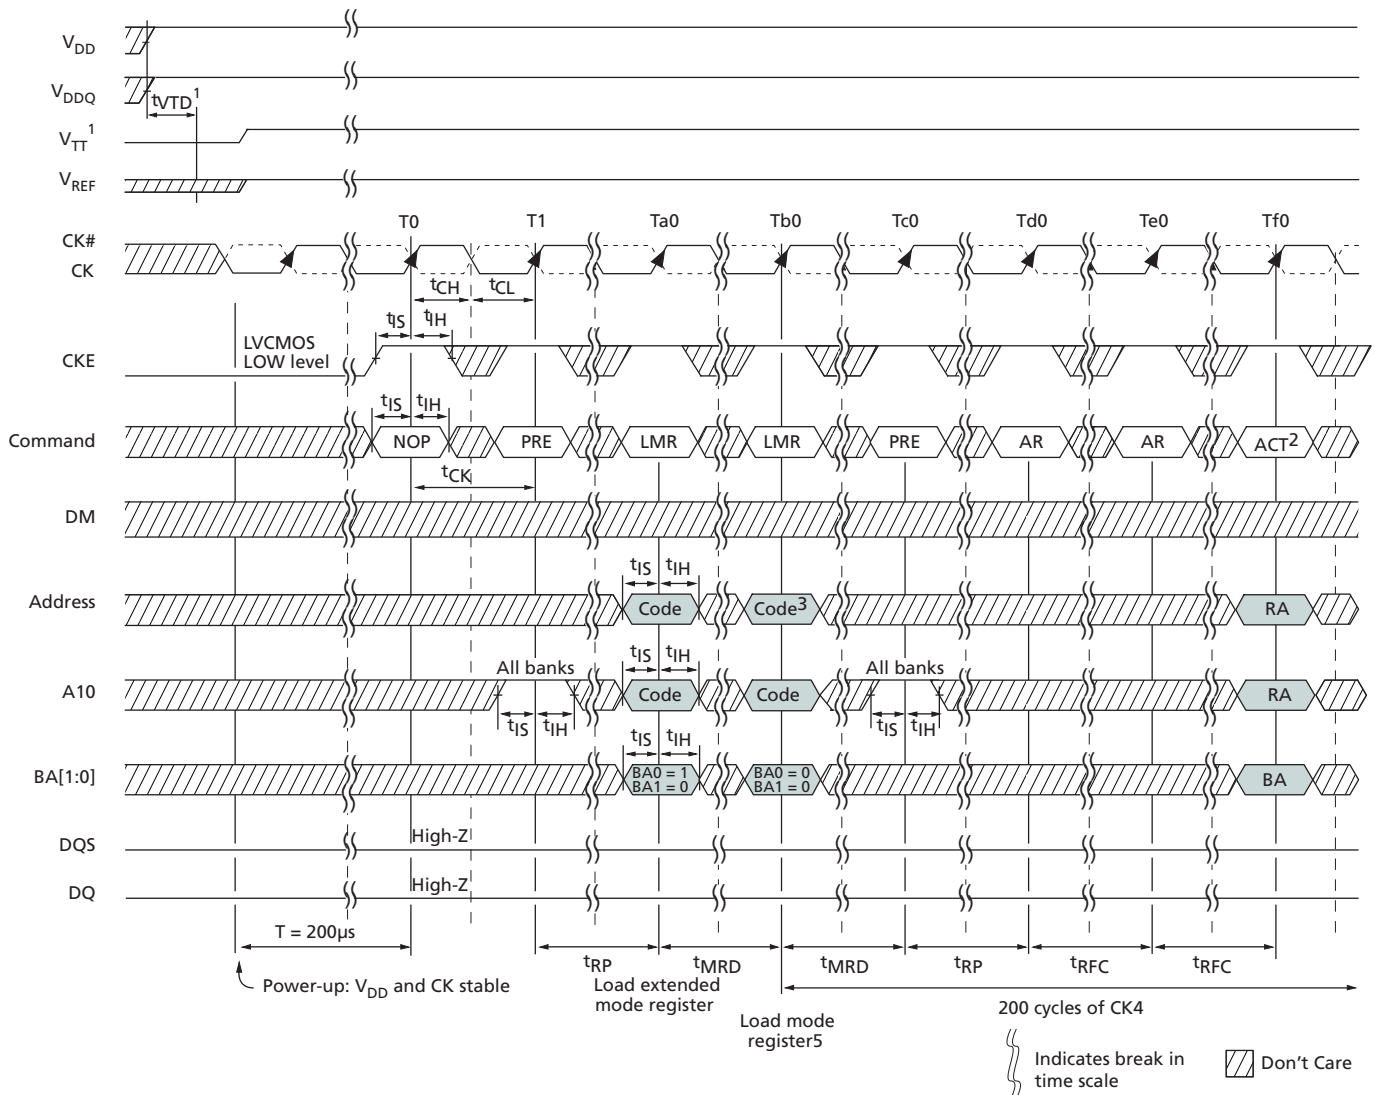 VDD
VDDQ
tVTD1
VTT1
VREF
T0 T1 Ta0 Tb0 Tc0 Td0 Te0 Tf0
CK#
CK
tCH tCL
tIS tIH
LVCMOS
LOW level
CKE
tIS tIH
Command NOP PRE LMR LMR PRE AR AR ACT2
tCK
DM
tIS tIH
Address Code Code3 RA
tIS tIH
All banks All banks
A10 Code Code RA
tIS tIH tIS tIH
tIS tIH
BA[1:0] BA0 = 1 BA0 = 0 BA
BA1 = 0 BA1 = 0
DQS High-Z
DQ High-Z
T = 200µs
tRP tMRD tMRD tRP tRFC tRFC
Power-up: VDD and CK stable
Load extended
mode register
200 cycles of CK4
Load mode
register5
Indicates break in
time scale
Don't Care